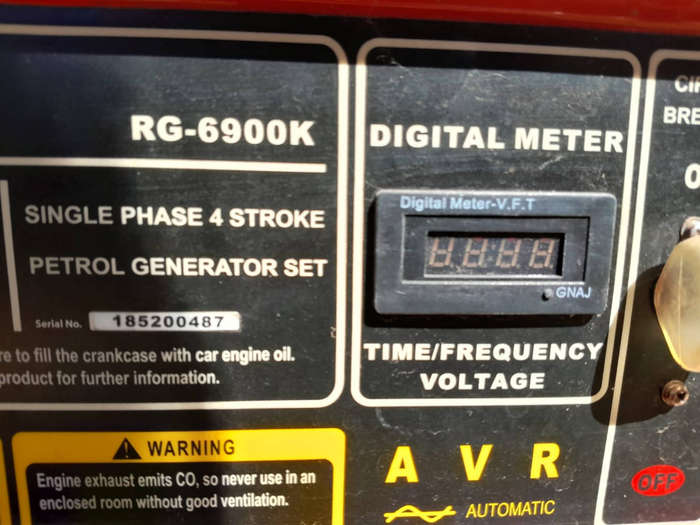 RG-6900K
SINGLE PHASE 4 STROKE
PETROL GENERATOR SET
Serial No. 185200487
re to fill the crankcase with car engine oil.
product for further information.
WARNING
Engine exhaust emits CO, so never use in an
enclosed room without good ventilation.
DIGITAL METER
Digital Meter-V.F.T
GNAJ
TIME/FREQUENCY
VOLTAGE
A V R
AUTOMATIC
CIR
BRE
O
OFF